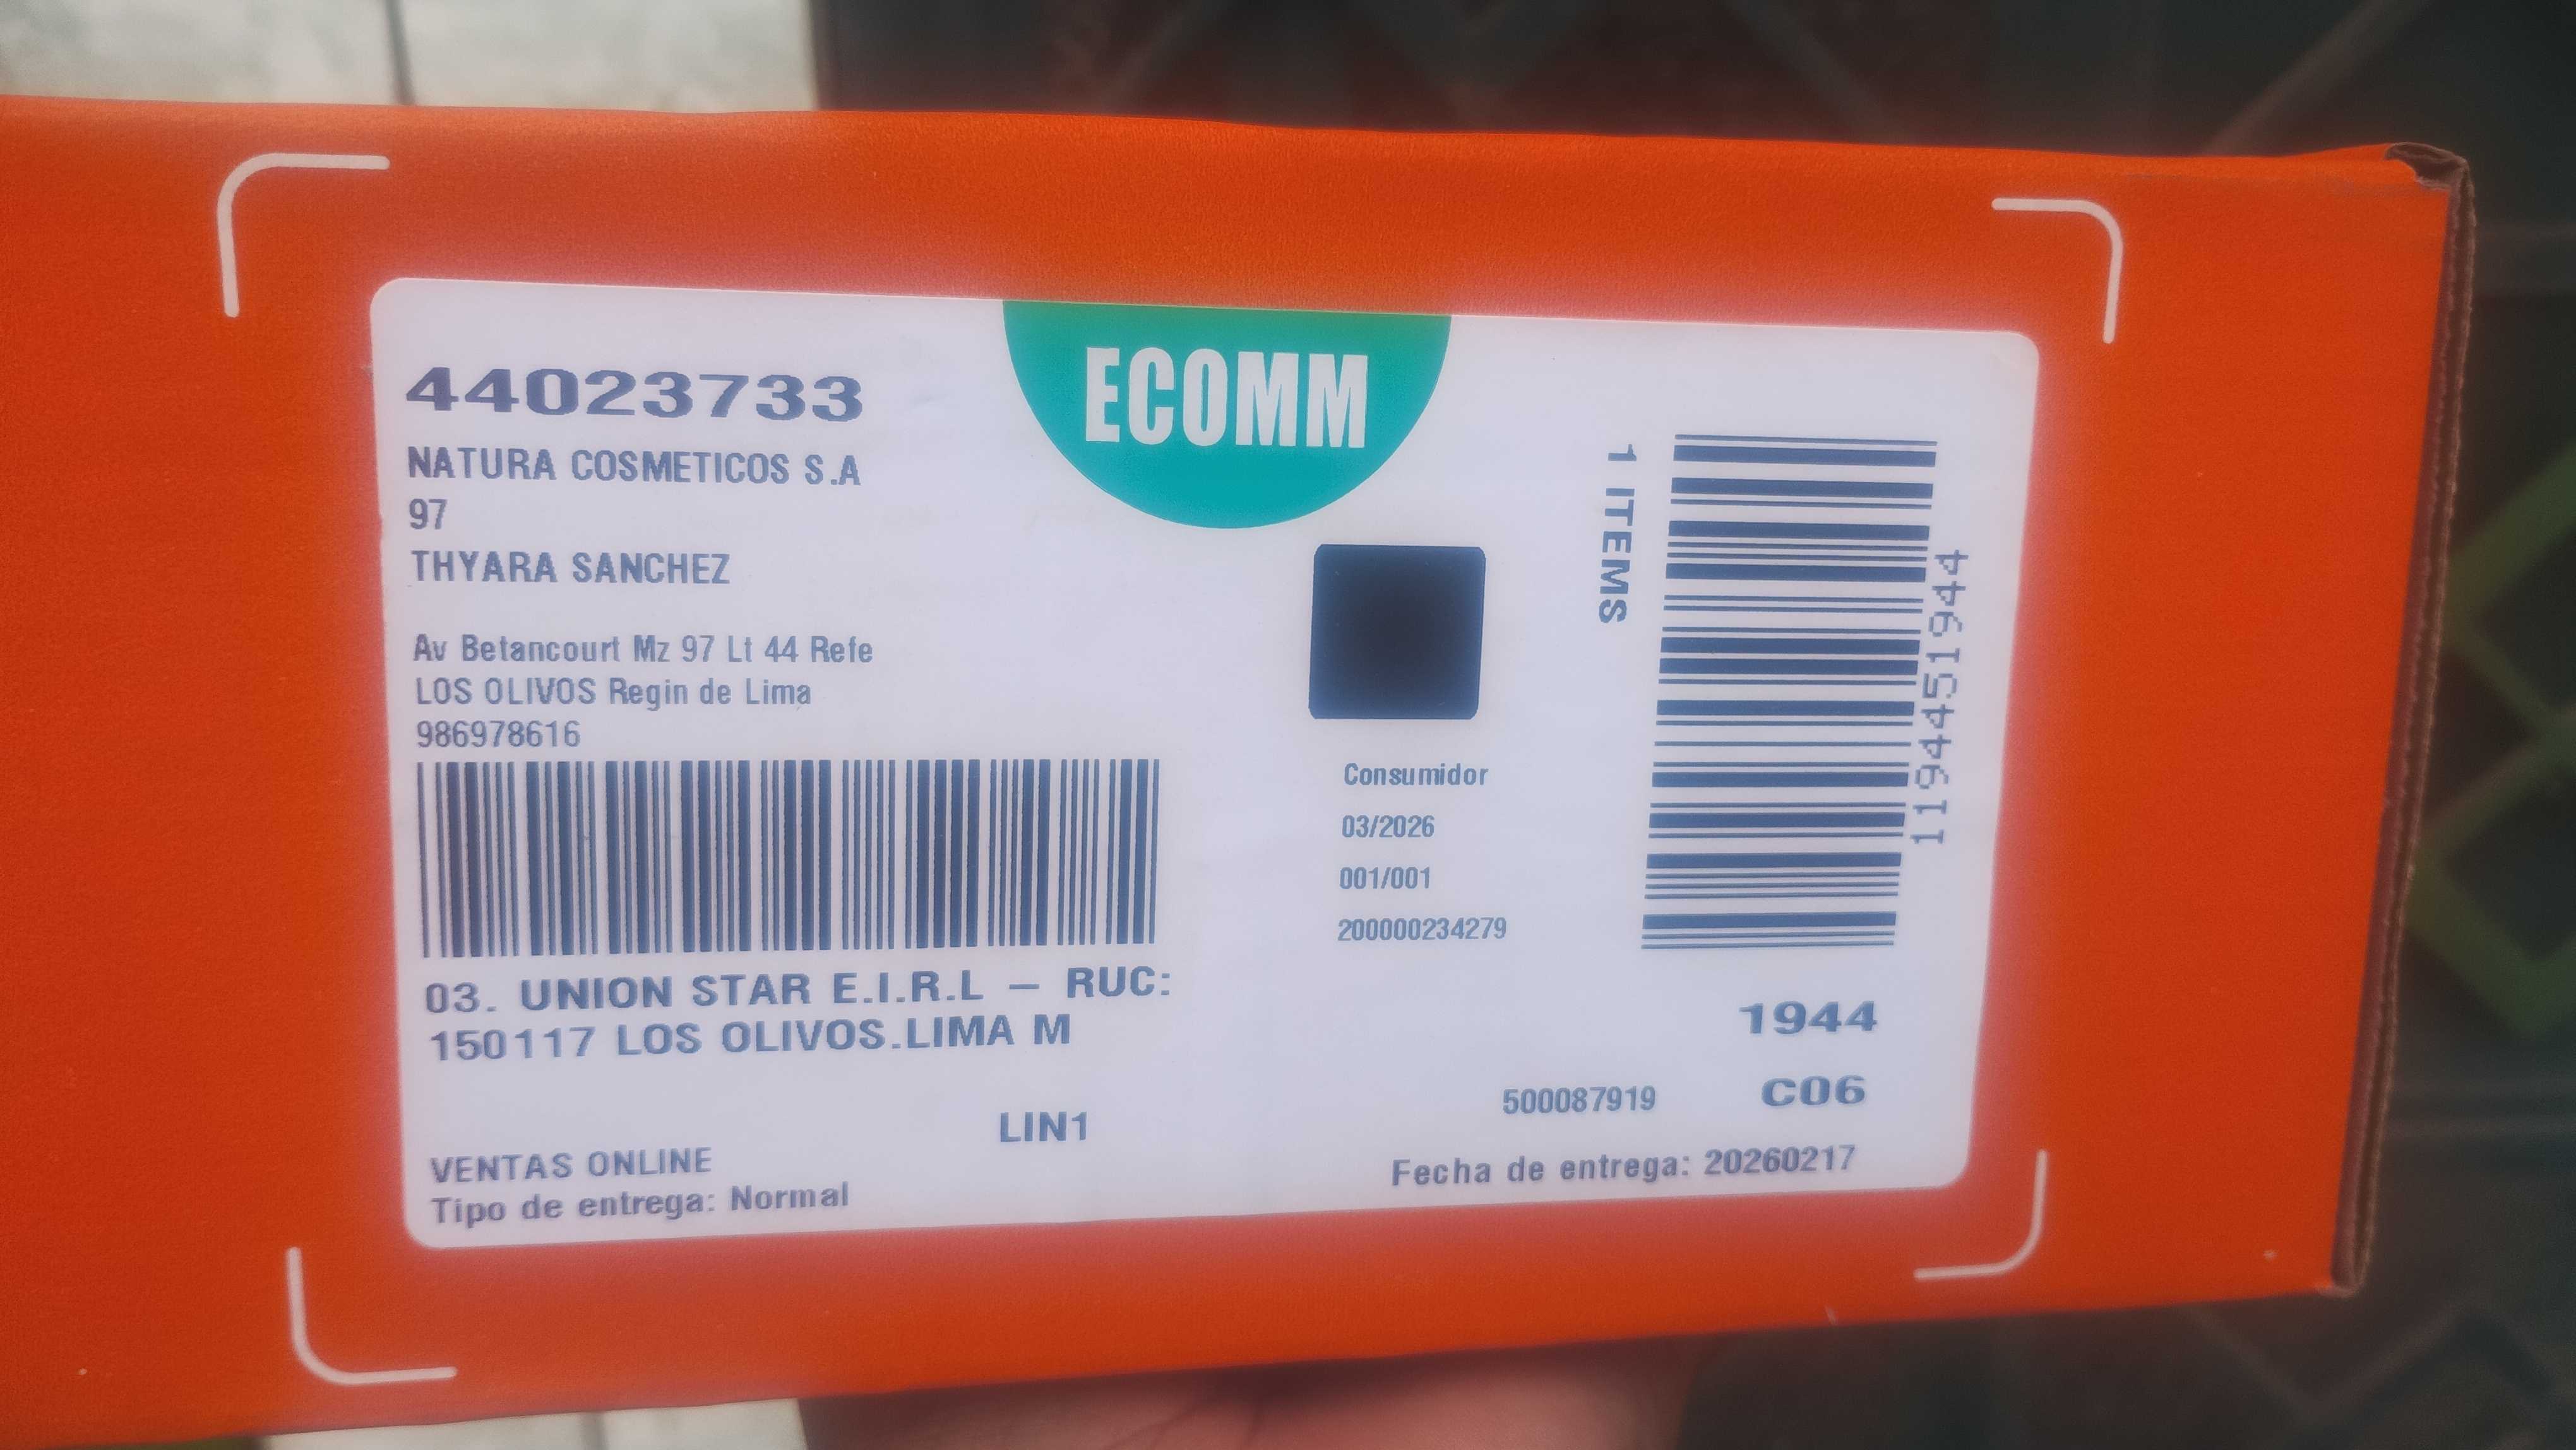 44023733
NATURA COSMETICOS S.A
97
THYARA SANCHEZ
Av Betancourt Mz 97 Lt 44 Refe
LOS OLIVOS Regin de Lima
986978616
03. UNION STAR E.I.R.L – RUC:
150117 LOS OLIVOS.LIMA M
LIN1
VENTAS ONLINE
Tipo de entrega: Normal
ECOMM
Consumidor
03/2026
001/001
200000234279
1 ITEMS
1194451944
1944
500087919 C06
Fecha de entrega: 20260217